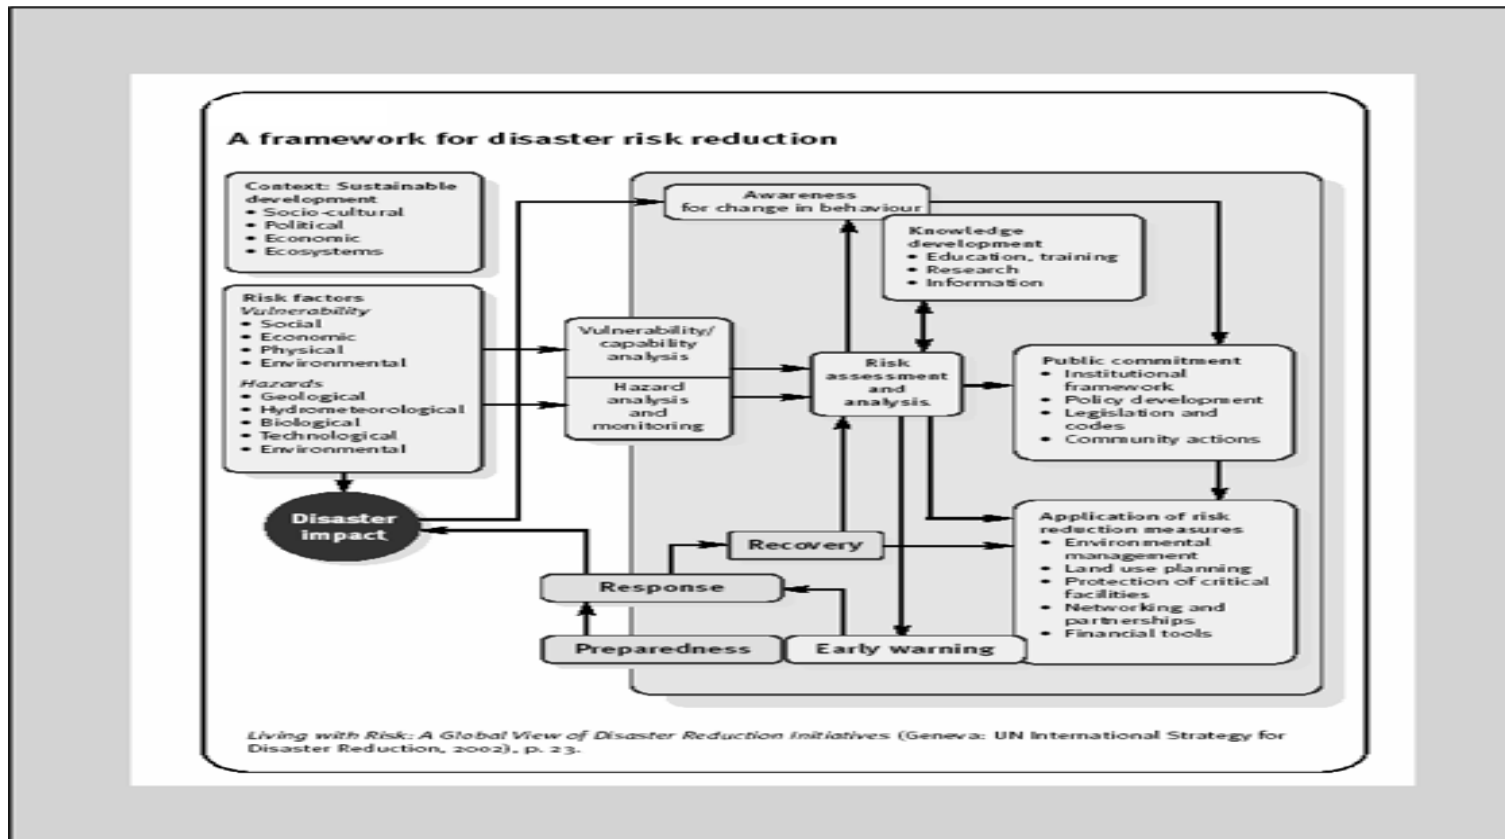 A framework for disaster risk reduction
Context: Sustainable
development
• Socio-cultural
• Political
• Economic
• Ecosystems
Risk factors
Vulnerability
• Social
• Economic
• Physical
• Environmental
Hazards
• Geological
• Hydrometeorological
• Biological
• Technological
• Environmental
Disaster
impact
Awareness
for change in behaviour
Knowledge
development
• Education, training
• Research
• Information
Vulnerability/
capability
analysis
Hazard
analysis
and
monitoring
Risk
assessment
and
analysis
Public commitment
• Institutional
framework
• Policy development
• Legislation and
codes
• Community actions
Application of risk
reduction measures
• Environmental
management
• Land use planning
• Protection of critical
facilities
• Networking and
partnerships
• Financial tools
Recovery
Response
Preparedness
Early warning
Living with Risk: A Global View of Disaster Reduction Initiatives (Geneva: UN International Strategy for
Disaster Reduction, 2002), p. 23.